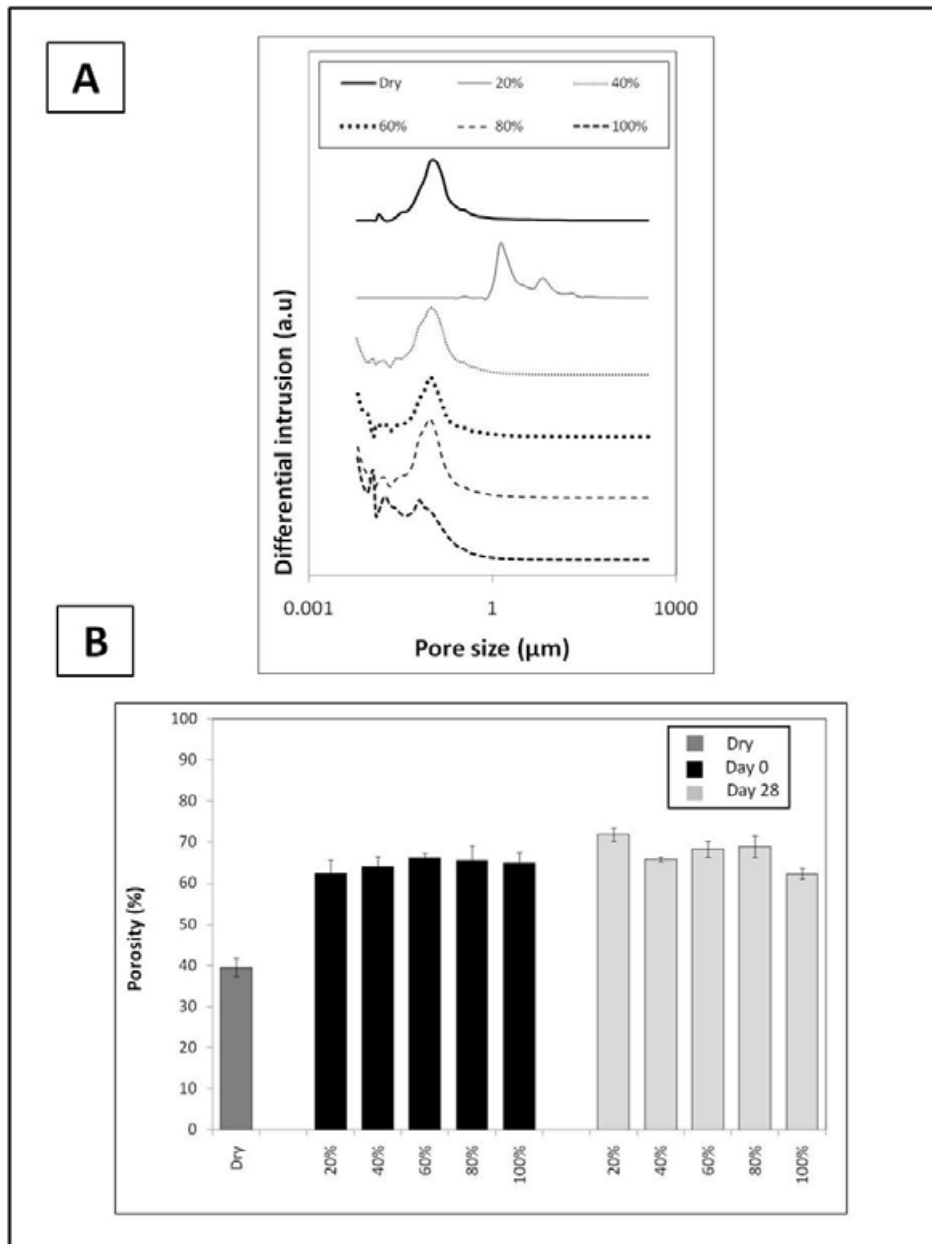 A
Dry 20% 40%
60% 80% 100%
Differential intrusion (a.u)
0.001 1 1000
Pore size (µm)
B
100
90
80
70
60
50
40
30
20
10
0
Porosity (%)
Dry
Day 0
Day 28
Dry 20% 40% 60% 80% 100% 20% 40% 60% 80% 100%